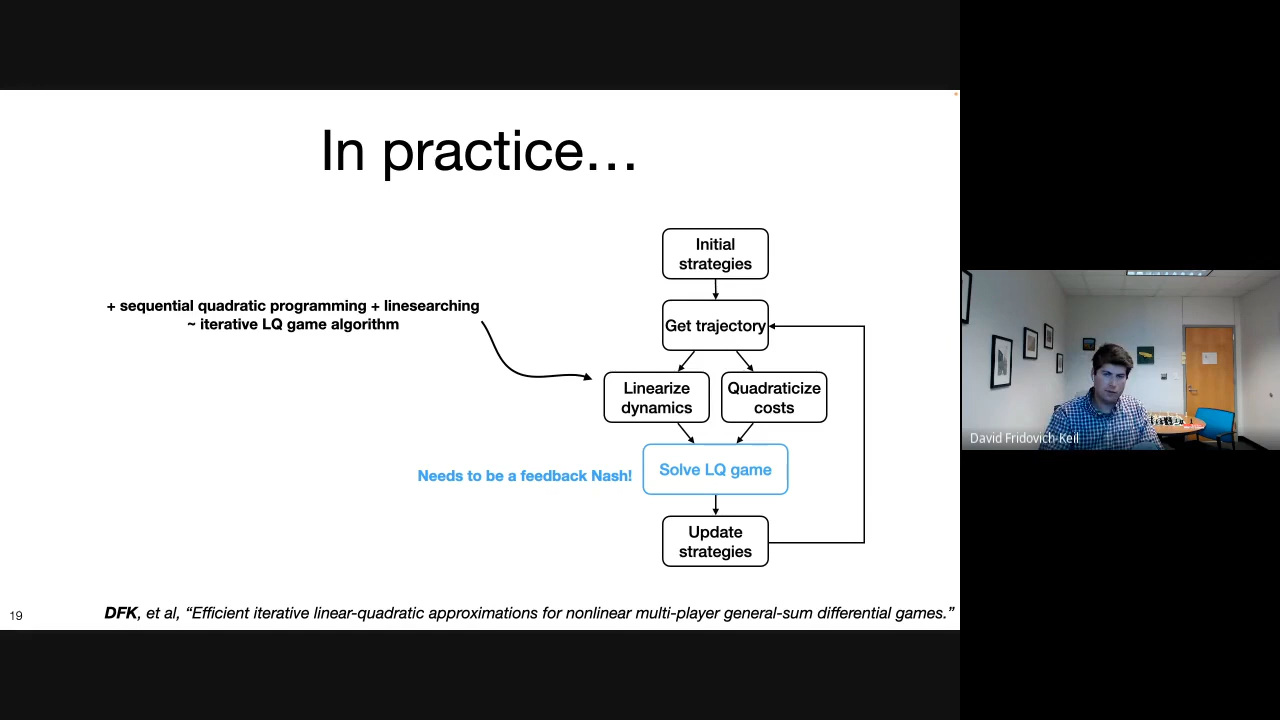 In practice…
Initial
strategies
+ sequential quadratic programming + linesearching
~ iterative LQ game algorithm
Get trajectory
Linearize
dynamics
Quadraticize
costs
Needs to be a feedback Nash!
Solve LQ game
Update
strategies
19
DFK, et al, “Efficient iterative linear-quadratic approximations for nonlinear multi-player general-sum differential games.”
David Fridovich-Keil